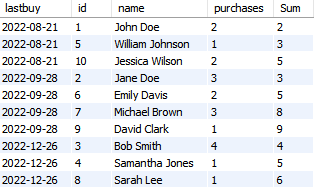 lastbuy id name purchases Sum
2022-08-21 1 John Doe 2 2
2022-08-21 5 William Johnson 1 3
2022-08-21 10 Jessica Wilson 2 5
2022-09-28 2 Jane Doe 3 3
2022-09-28 6 Emily Davis 2 5
2022-09-28 7 Michael Brown 3 8
2022-09-28 9 David Clark 1 9
2022-12-26 3 Bob Smith 4 4
2022-12-26 4 Samantha Jones 1 5
2022-12-26 8 Sarah Lee 1 6